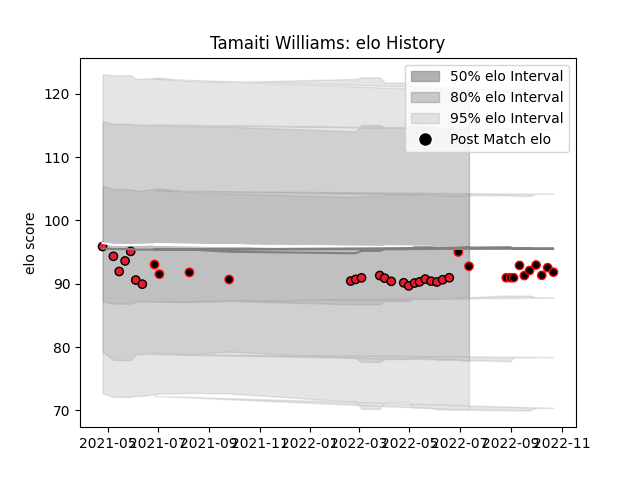 Tamaiti Williams: elo History
50% elo Interval
80% elo Interval
95% elo Interval
Post Match elo
elo score
120
110
100
90
80
70
2021-05 2021-07 2021-09 2021-11 2022-01 2022-03 2022-05 2022-07 2022-09 2022-11